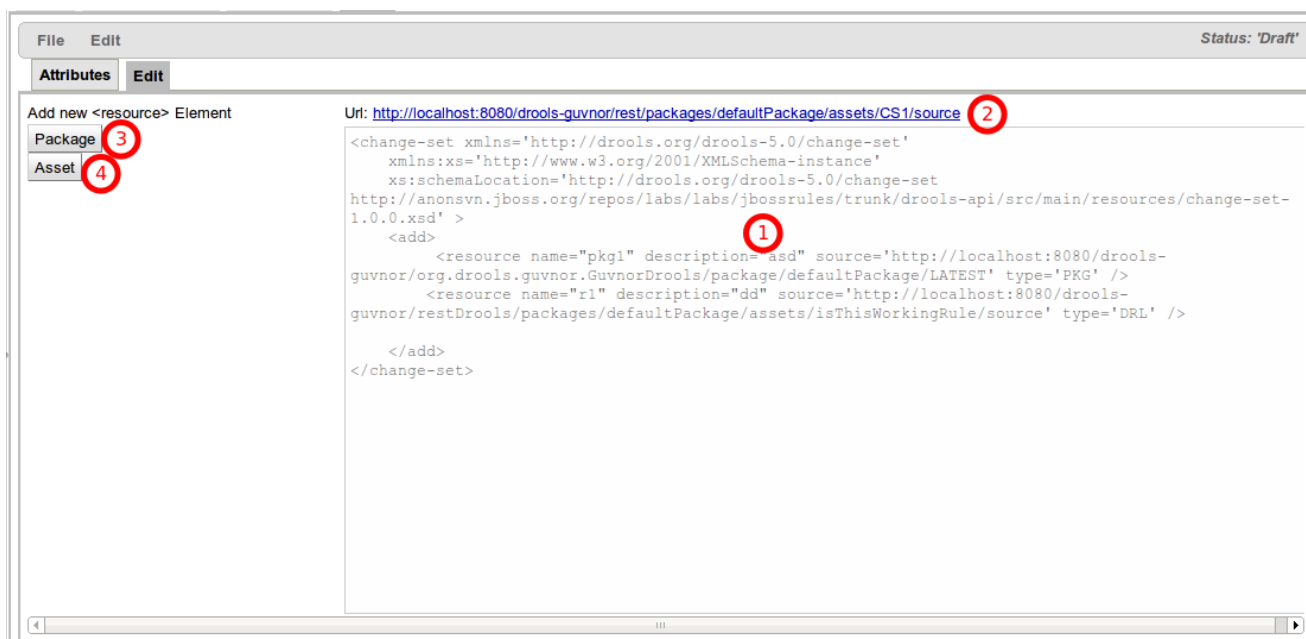 File Edit Status: 'Draft'
Attributes Edit
Add new <resource> Element
Url: http://localhost:8080/drools-guvnor/rest/packages/defaultPackage/assets/CS1/source 2
Package 3
Asset 4
<change-set xmlns='http://drools.org/drools-5.0/change-set'
xmlns:xs='http://www.w3.org/2001/XMLSchema-instance'
xs:schemaLocation='http://drools.org/drools-5.0/change-set
http://anonsvn.jboss.org/repos/labs/labs/jbossrules/trunk/drools-api/src/main/resources/change-set-
1.0.0.xsd' >
<add>
1
<resource name="pkg1" description="asd" source='http://localhost:8080/drools-
guvnor/org.drools.guvnor.GuvnorDrools/package/defaultPackage/LATEST' type='PKG' />
<resource name="r1" description="dd" source='http://localhost:8080/drools-
guvnor/restDrools/packages/defaultPackage/assets/isThisWorkingRule/source' type='DRL' />
</add>
</change-set>